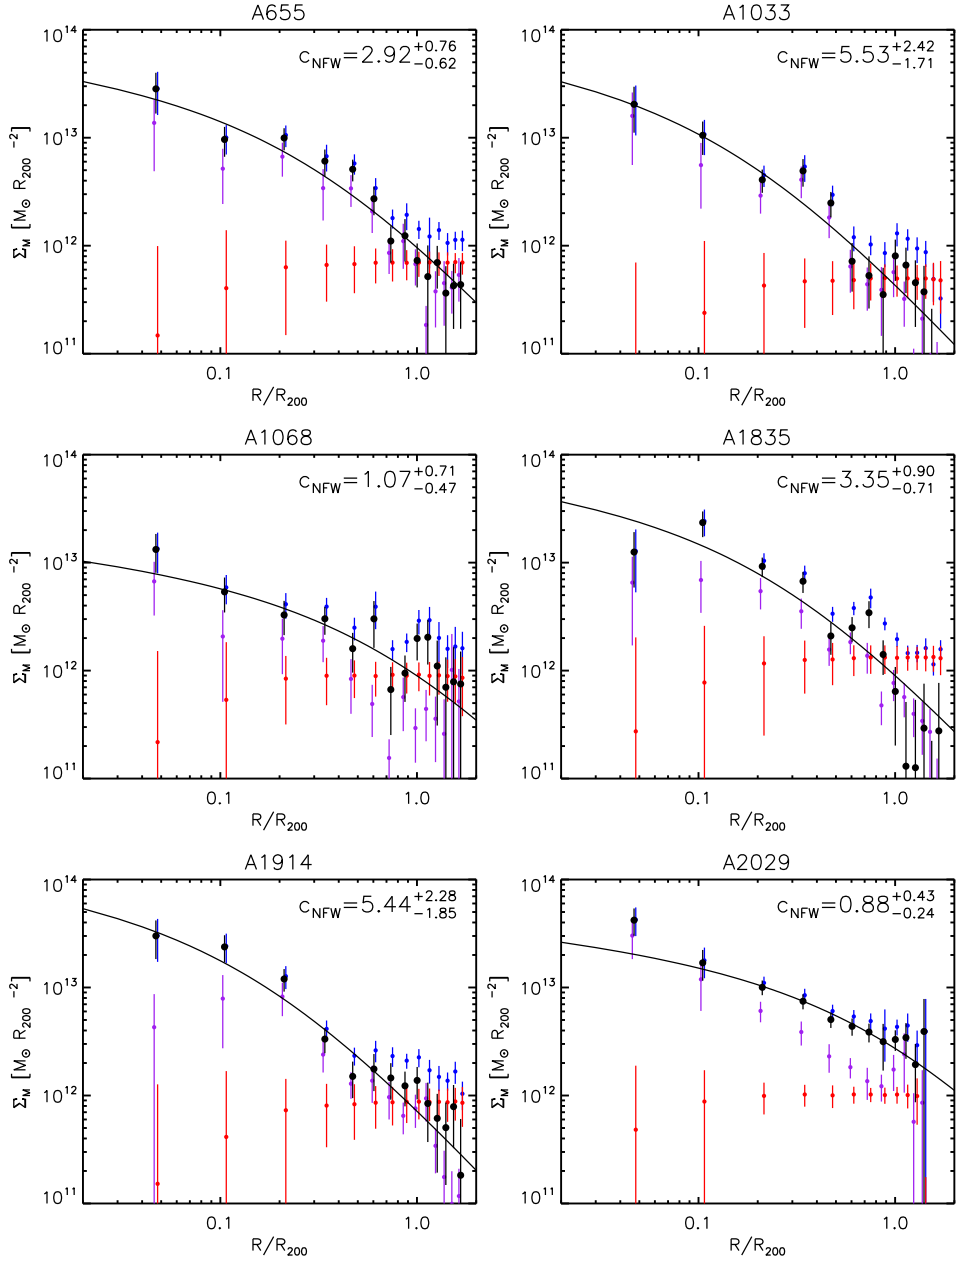 A655
A1033
c_NFW=2.92^{+0.76}_{-0.62}
c_NFW=5.53^{+2.42}_{-1.71}
10^14
10^13
10^12
10^11
Σ_M [M⊙ R_200 ^-2]
0.1 1.0
R/R_200
10^14
10^13
10^12
10^11
Σ_M [M⊙ R_200 ^-2]
0.1 1.0
R/R_200
A1068
A1835
c_NFW=1.07^{+0.71}_{-0.47}
c_NFW=3.35^{+0.90}_{-0.71}
10^14
10^13
10^12
10^11
Σ_M [M⊙ R_200 ^-2]
0.1 1.0
R/R_200
10^14
10^13
10^12
10^11
Σ_M [M⊙ R_200 ^-2]
0.1 1.0
R/R_200
A1914
A2029
c_NFW=5.44^{+2.28}_{-1.85}
c_NFW=0.88^{+0.43}_{-0.24}
10^14
10^13
10^12
10^11
Σ_M [M⊙ R_200 ^-2]
0.1 1.0
R/R_200
10^14
10^13
10^12
10^11
Σ_M [M⊙ R_200 ^-2]
0.1 1.0
R/R_200